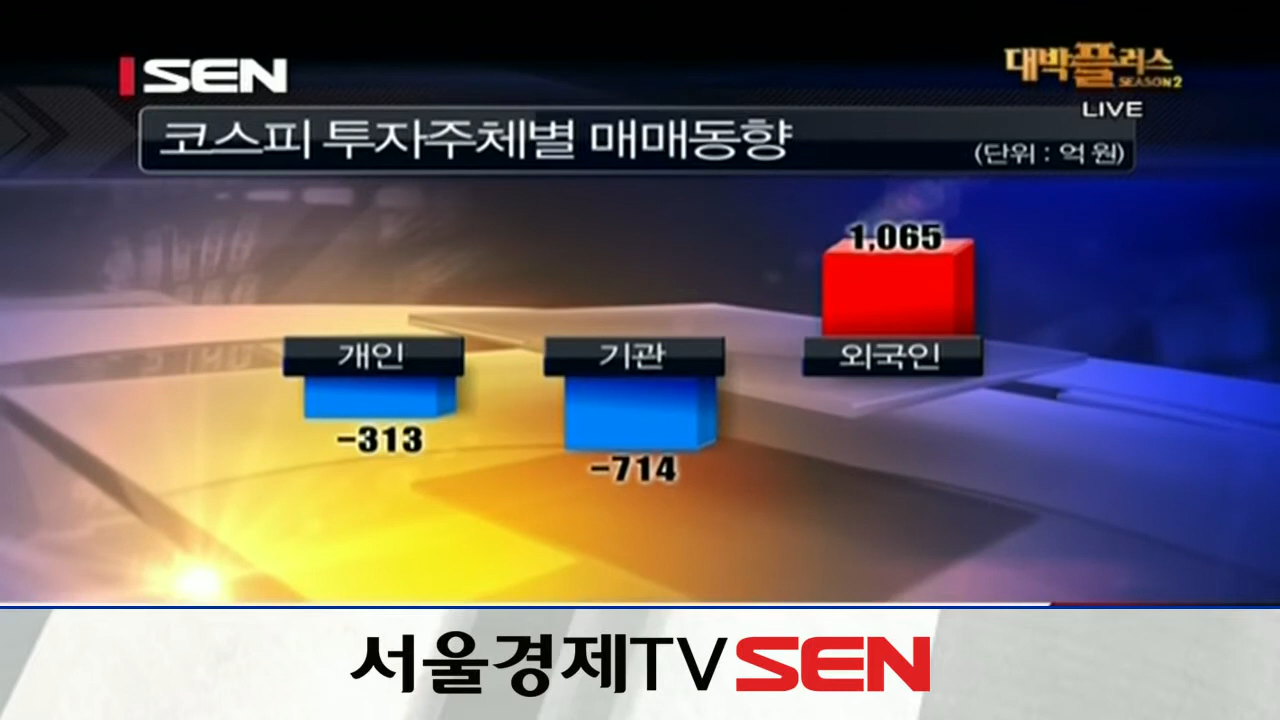 SEN
대박플러스
SEASON2
LIVE
코스피 투자주체별 매매동향
(단위 : 억 원)
1,065
개인
기관
외국인
-313
-714
서울경제TV SEN